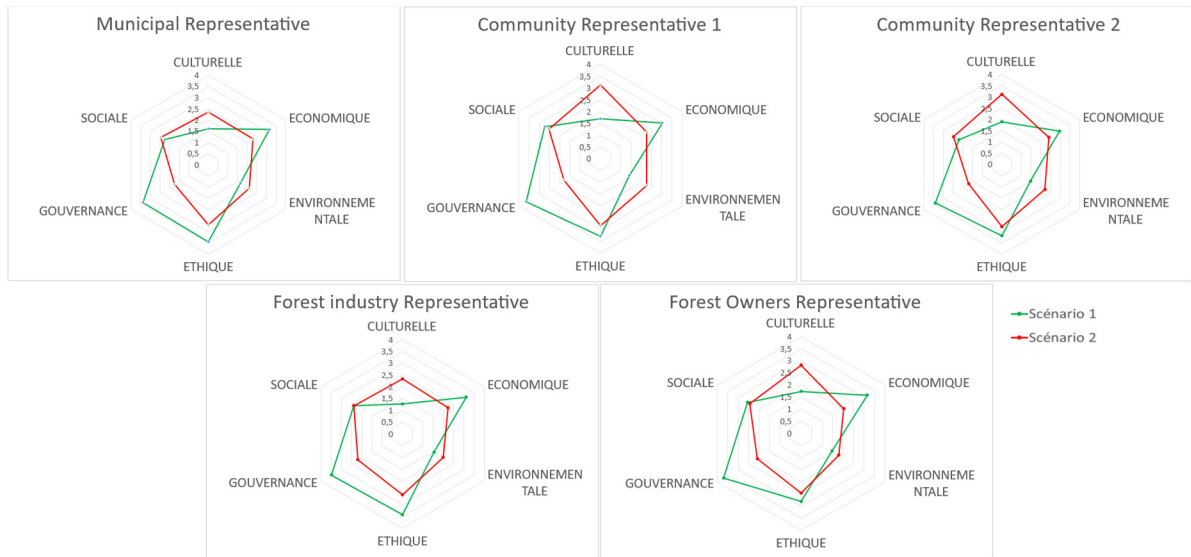 Municipal Representative
CULTURELLE
4
3,5
3
2,5
2
1,5
1
0,5
0
SOCIALE
ECONOMIQUE
GOUVERNANCE
ENVIRONNEME
NTALE
ETHIQUE
Community Representative 1
CULTURELLE
4
3,5
3
2,5
2
1,5
1
0,5
0
SOCIALE
ECONOMIQUE
GOUVERNANCE
ENVIRONNEMEN
TALE
ETHIQUE
Community Representative 2
CULTURELLE
4
3,5
3
2,5
2
1,5
1
0,5
0
SOCIALE
ECONOMIQUE
GOUVERNANCE
ENVIRONNEME
NTALE
ETHIQUE
Forest industry Representative
CULTURELLE
4
3,5
3
2,5
2
1,5
1
0,5
0
SOCIALE
ECONOMIQUE
GOUVERNANCE
ENVIRONNEMEN
TALE
ETHIQUE
Forest Owners Representative
CULTURELLE
4
3,5
3
2,5
2
1,5
1
0,5
0
SOCIALE
ECONOMIQUE
GOUVERNANCE
ENVIRONNEME
NTALE
ETHIQUE
Scénario 1
Scénario 2